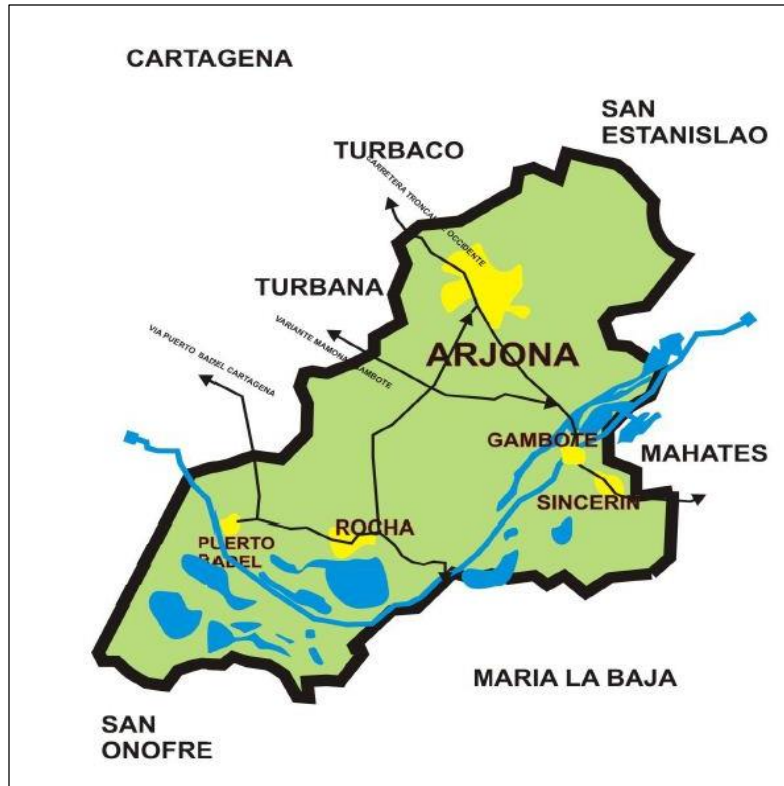 CARTAGENA
SAN
ESTANISLAO
TURBACO
CARRETERA TRONCAL OCCIDENTE
TURBANA
VIA PUERTO BADEL CARTAGENA
VARIANTE MAMONAL GAMBOTE
ARJONA
GAMBOTE
MAHATES
SINCERIN
ROCHA
PUERTO
BADEL
MARIA LA BAJA
SAN
ONOFRE